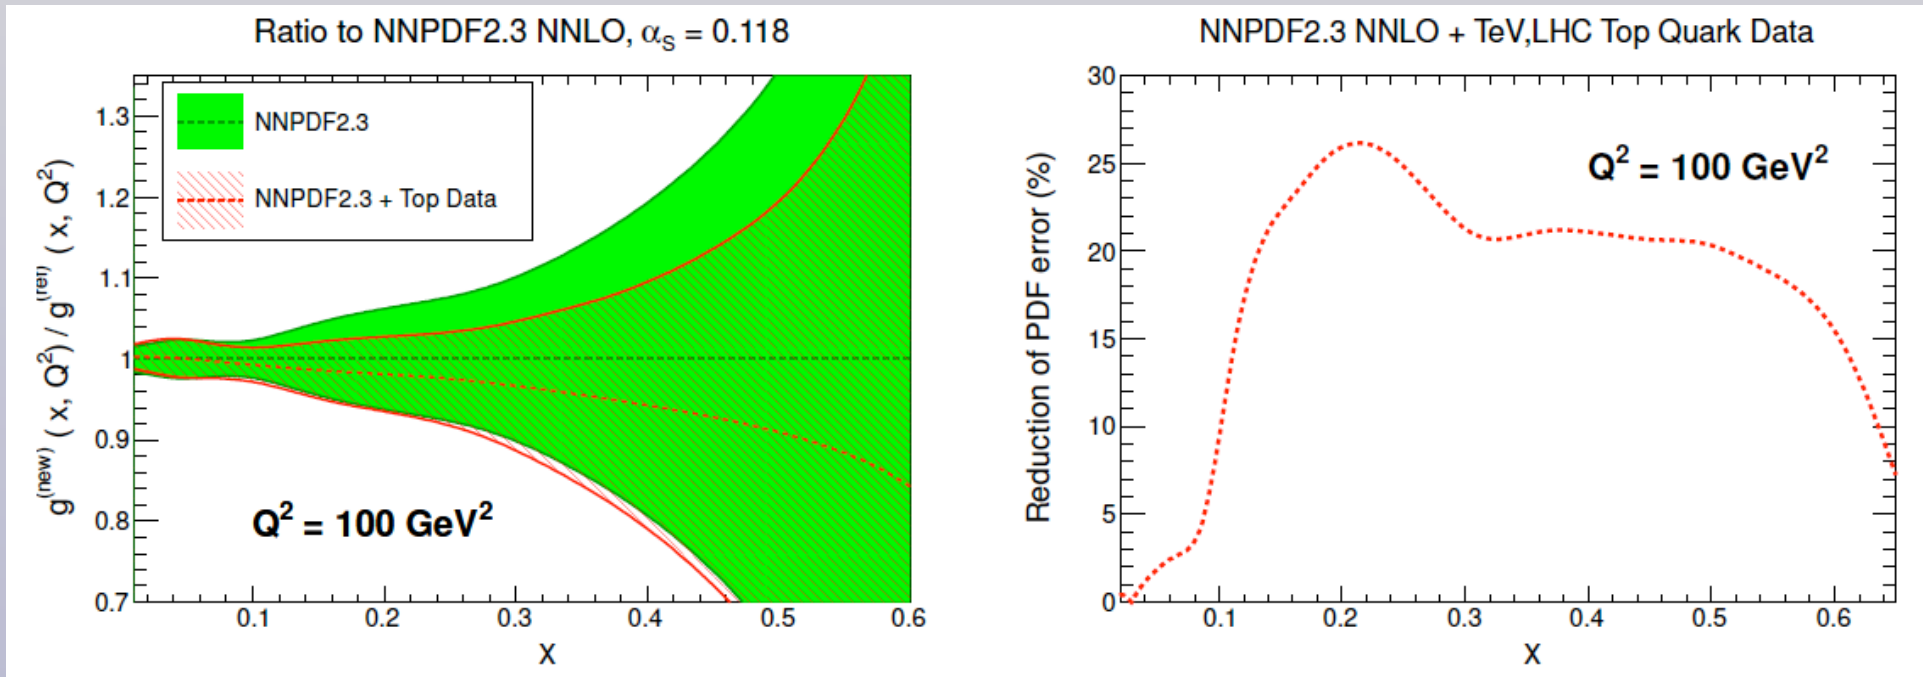 Ratio to NNPDF2.3 NNLO, αS = 0.118
NNPDF2.3
NNPDF2.3 + Top Data
g(new) ( x, Q2) / g(ref) ( x, Q2)
1.3
1.2
1.1
1
0.9
0.8
0.7
Q2 = 100 GeV2
0.1 0.2 0.3 0.4 0.5 0.6
X
NNPDF2.3 NNLO + TeV,LHC Top Quark Data
Reduction of PDF error (%)
30
25
20
15
10
5
0
Q2 = 100 GeV2
0.1 0.2 0.3 0.4 0.5 0.6
X